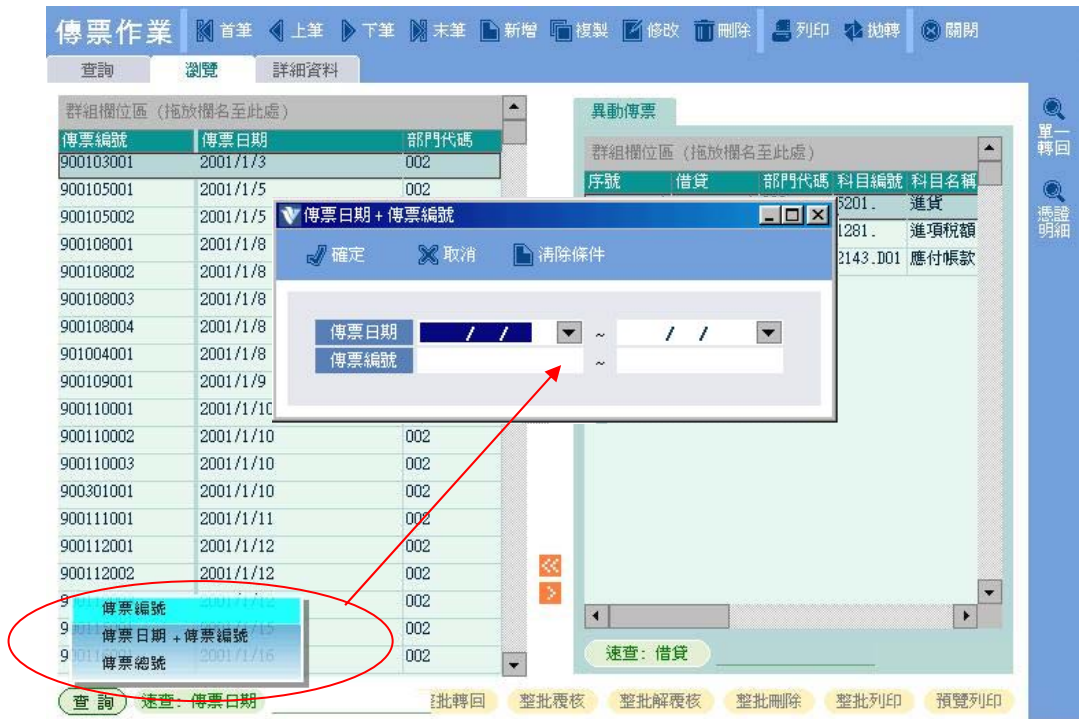 傳票作業 首筆 上筆 下筆 末筆 新增 複製 修改 刪除 列印 拋轉 關閉
查詢 瀏覽 詳細資料
群組欄位區 (拖放欄名至此處)
傳票編號 傳票日期 部門代碼
900103001 2001/1/3 002
900105001 2001/1/5 002
900105002 2001/1/5
900108001 2001/1/8
900108002 2001/1/8
900108003 2001/1/8
900108004 2001/1/8
901004001 2001/1/8
900109001 2001/1/9
900110001 2001/1/10
900110002 2001/1/10 002
900110003 2001/1/10 002
900301001 2001/1/10 002
900111001 2001/1/11 002
900112001 2001/1/12 002
900112002 2001/1/12 002
002
002
2001/1/16 002
傳票編號
傳票日期+傳票編號
傳票總號
查詢 速查: 傳票日期
異動傳票
群組欄位區 (拖放欄名至此處)
序號 借貸 部門代碼 科目編號 科目名稱
5201. 進貨
1281. 進項稅額
2143.D01 應付帳款
傳票日期+傳票編號
確定 取消 清除條件
傳票日期 / / ~ / /
傳票編號 ~
速查: 借貸
批轉回 整批覆核 整批解覆核 整批刪除 整批列印 預覽列印
單一
轉回
憑證
明細